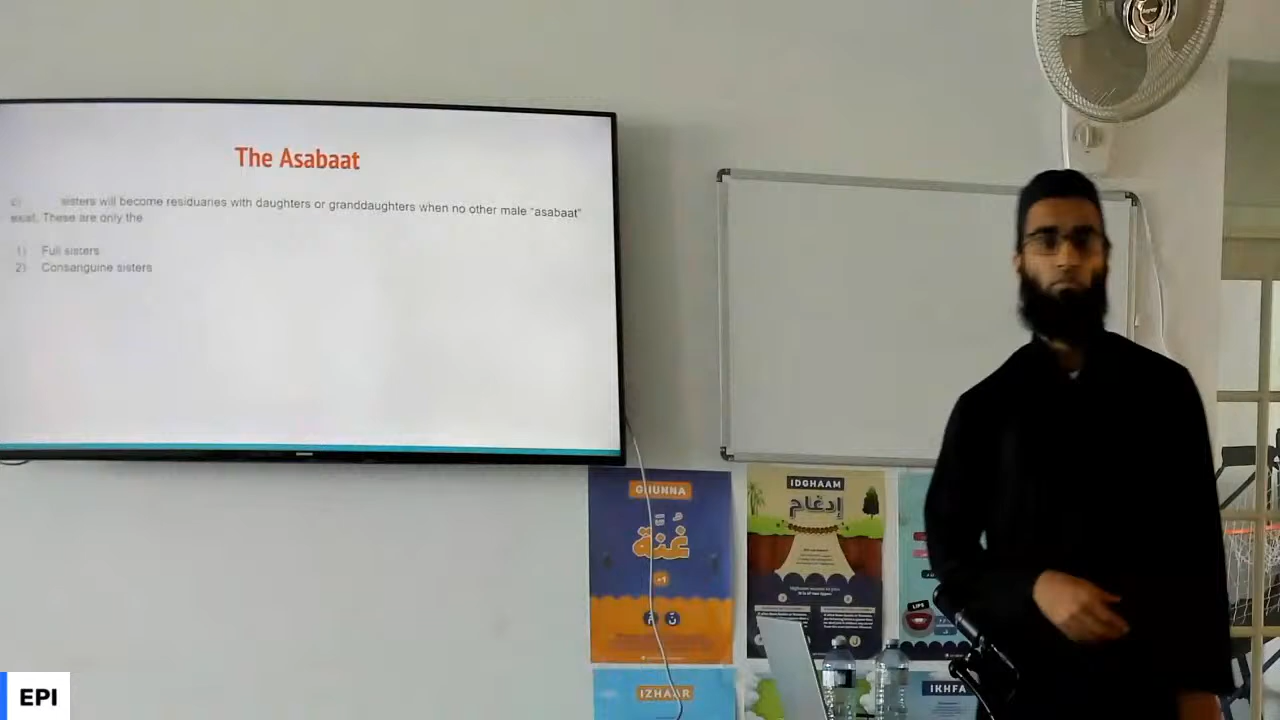 The Asabaat
c) sisters will become residuaries with daughters or granddaughters when no other male "asabaat"
exist. These are only the
1) Full sisters
2) Consanguine sisters
GHUNNA
غُنَّة
IDGHAAM
إدغام
LIPS
IZHAAR
IKHFA
EPI